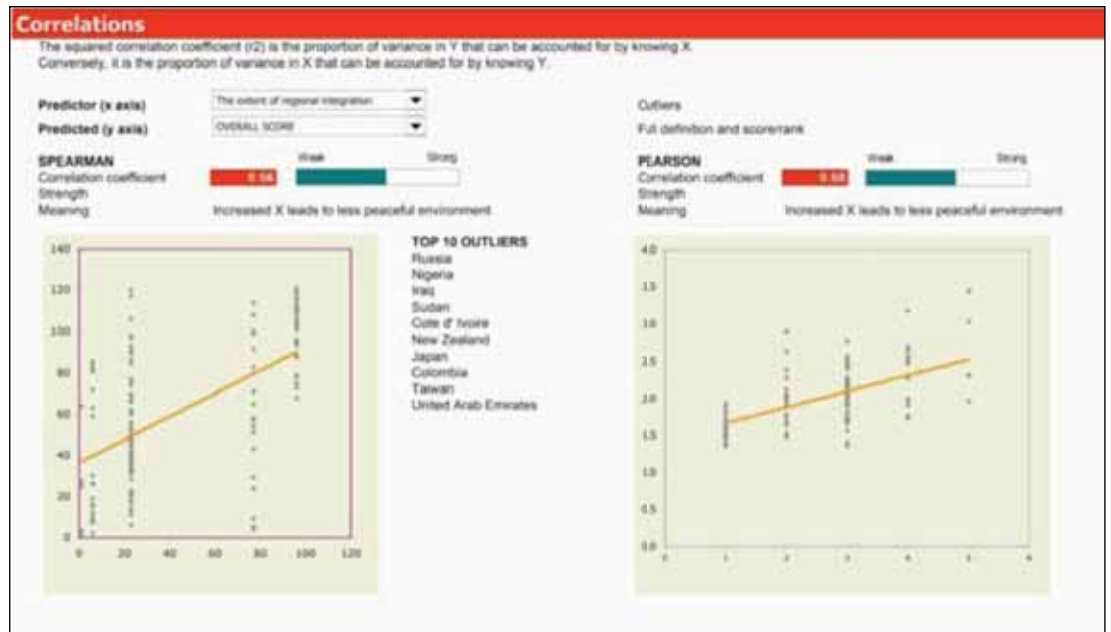 Correlations
The squared correlation coefficient (r2) is the proportion of variance in Y that can be accounted for by knowing X.
Conversely, it is the proportion of variance in X that can be accounted for by knowing Y.
Predictor (x axis)
The extent of regional integration
Predicted (y axis)
OVERALL SCORE
Outliers
Full definition and score/rank
SPEARMAN
Weak Strong
Correlation coefficient
Strength
Meaning Increased X leads to less peaceful environment
PEARSON
Weak Strong
Correlation coefficient
Strength
Meaning Increased X leads to less peaceful environment
140
120
100
80
60
40
20
0
0 20 40 60 80 100 120
TOP 10 OUTLIERS
Russia
Nigeria
Iraq
Sudan
Cote d' Ivoire
New Zealand
Japan
Colombia
Taiwan
United Arab Emirates
4.0
2.5
2.0
1.5
1.0
0.5
0.0
1 2 3 4 5